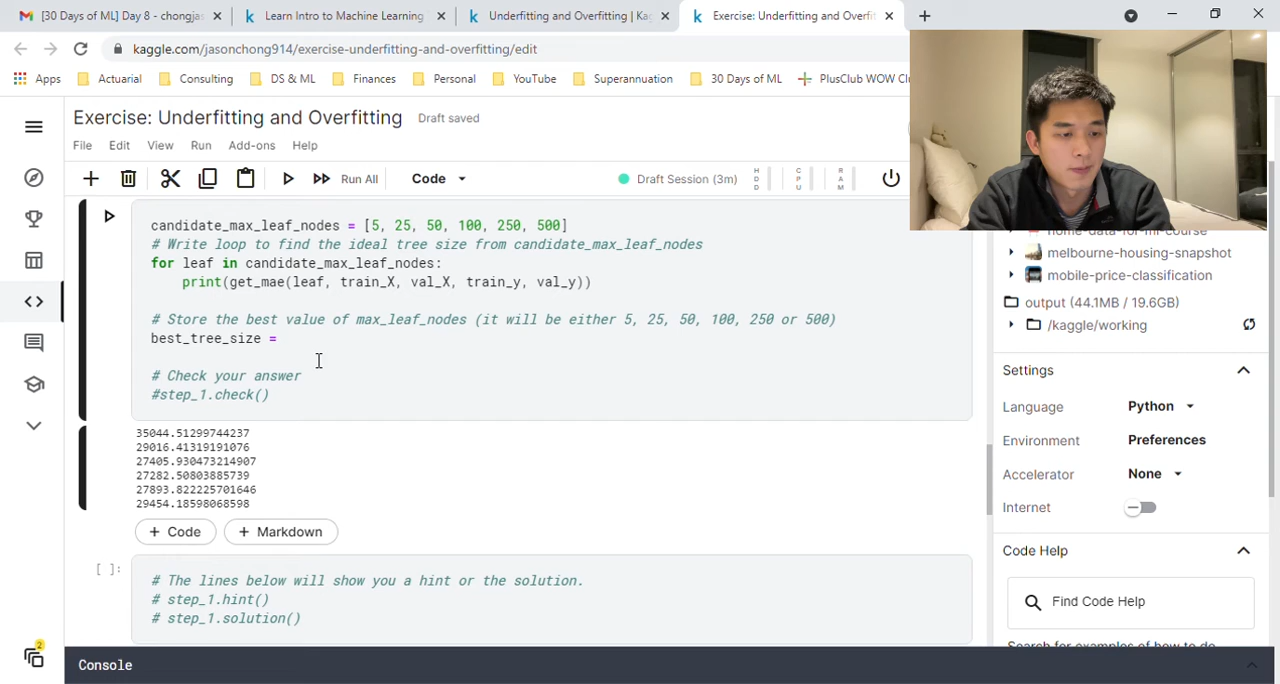 [30 Days of ML] Day 8 - chongjas
Learn Intro to Machine Learning
Underfitting and Overfitting | Kag
Exercise: Underfitting and Overfitt
kaggle.com/jasonchong914/exercise-underfitting-and-overfitting/edit
Apps
Actuarial
Consulting
DS & ML
Finances
Personal
YouTube
Superannuation
30 Days of ML
PlusClub WOW Clu
Exercise: Underfitting and Overfitting
Draft saved
File Edit View Run Add-ons Help
Run All
Code
Draft Session (3m)
HDD
CPU
RAM
candidate_max_leaf_nodes = [5, 25, 50, 100, 250, 500]
# Write loop to find the ideal tree size from candidate_max_leaf_nodes
for leaf in candidate_max_leaf_nodes:
print(get_mae(leaf, train_X, val_X, train_y, val_y))
# Store the best value of max_leaf_nodes (it will be either 5, 25, 50, 100, 250 or 500)
best_tree_size =
# Check your answer
#step_1.check()
35044.51299744237
29016.41319191076
27405.930473214907
27282.50803885739
27893.822225701646
29454.18598068598
+ Code
+ Markdown
[ ]:
# The lines below will show you a hint or the solution.
# step_1.hint()
# step_1.solution()
Console
home-data-for-ml-course
melbourne-housing-snapshot
mobile-price-classification
output (44.1MB / 19.6GB)
/kaggle/working
Settings
Language
Python
Environment
Preferences
Accelerator
None
Internet
Code Help
Find Code Help
Search for examples of how to do
2